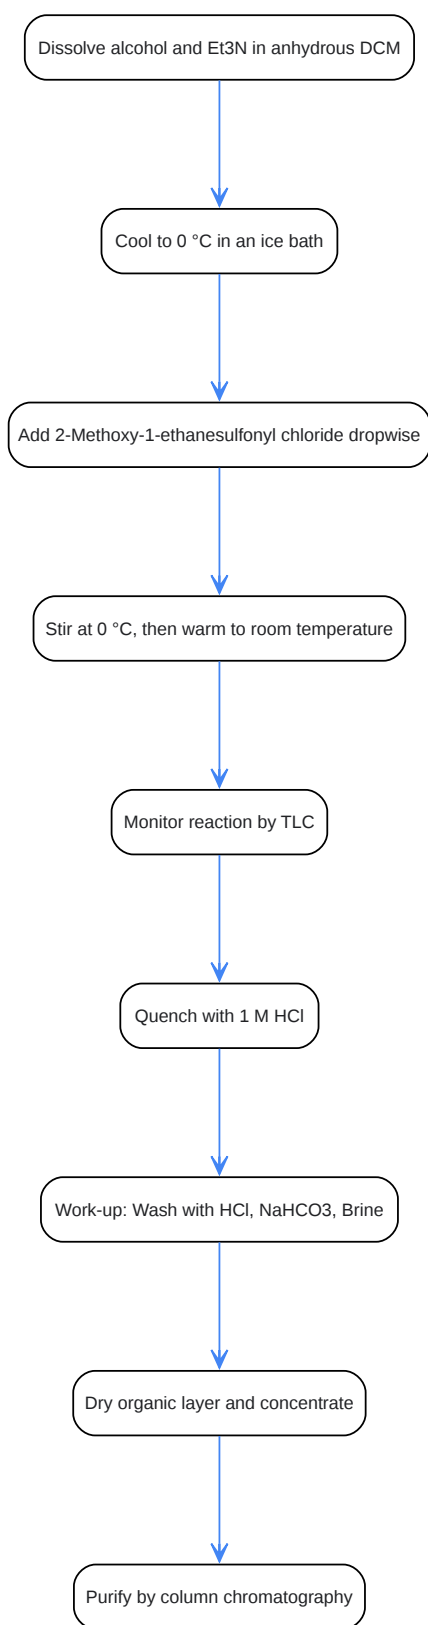 Dissolve alcohol and Et3N in anhydrous DCM
Cool to 0 °C in an ice bath
Add 2-Methoxy-1-ethanesulfonyl chloride dropwise
Stir at 0 °C, then warm to room temperature
Monitor reaction by TLC
Quench with 1 M HCl
Work-up: Wash with HCl, NaHCO3, Brine
Dry organic layer and concentrate
Purify by column chromatography